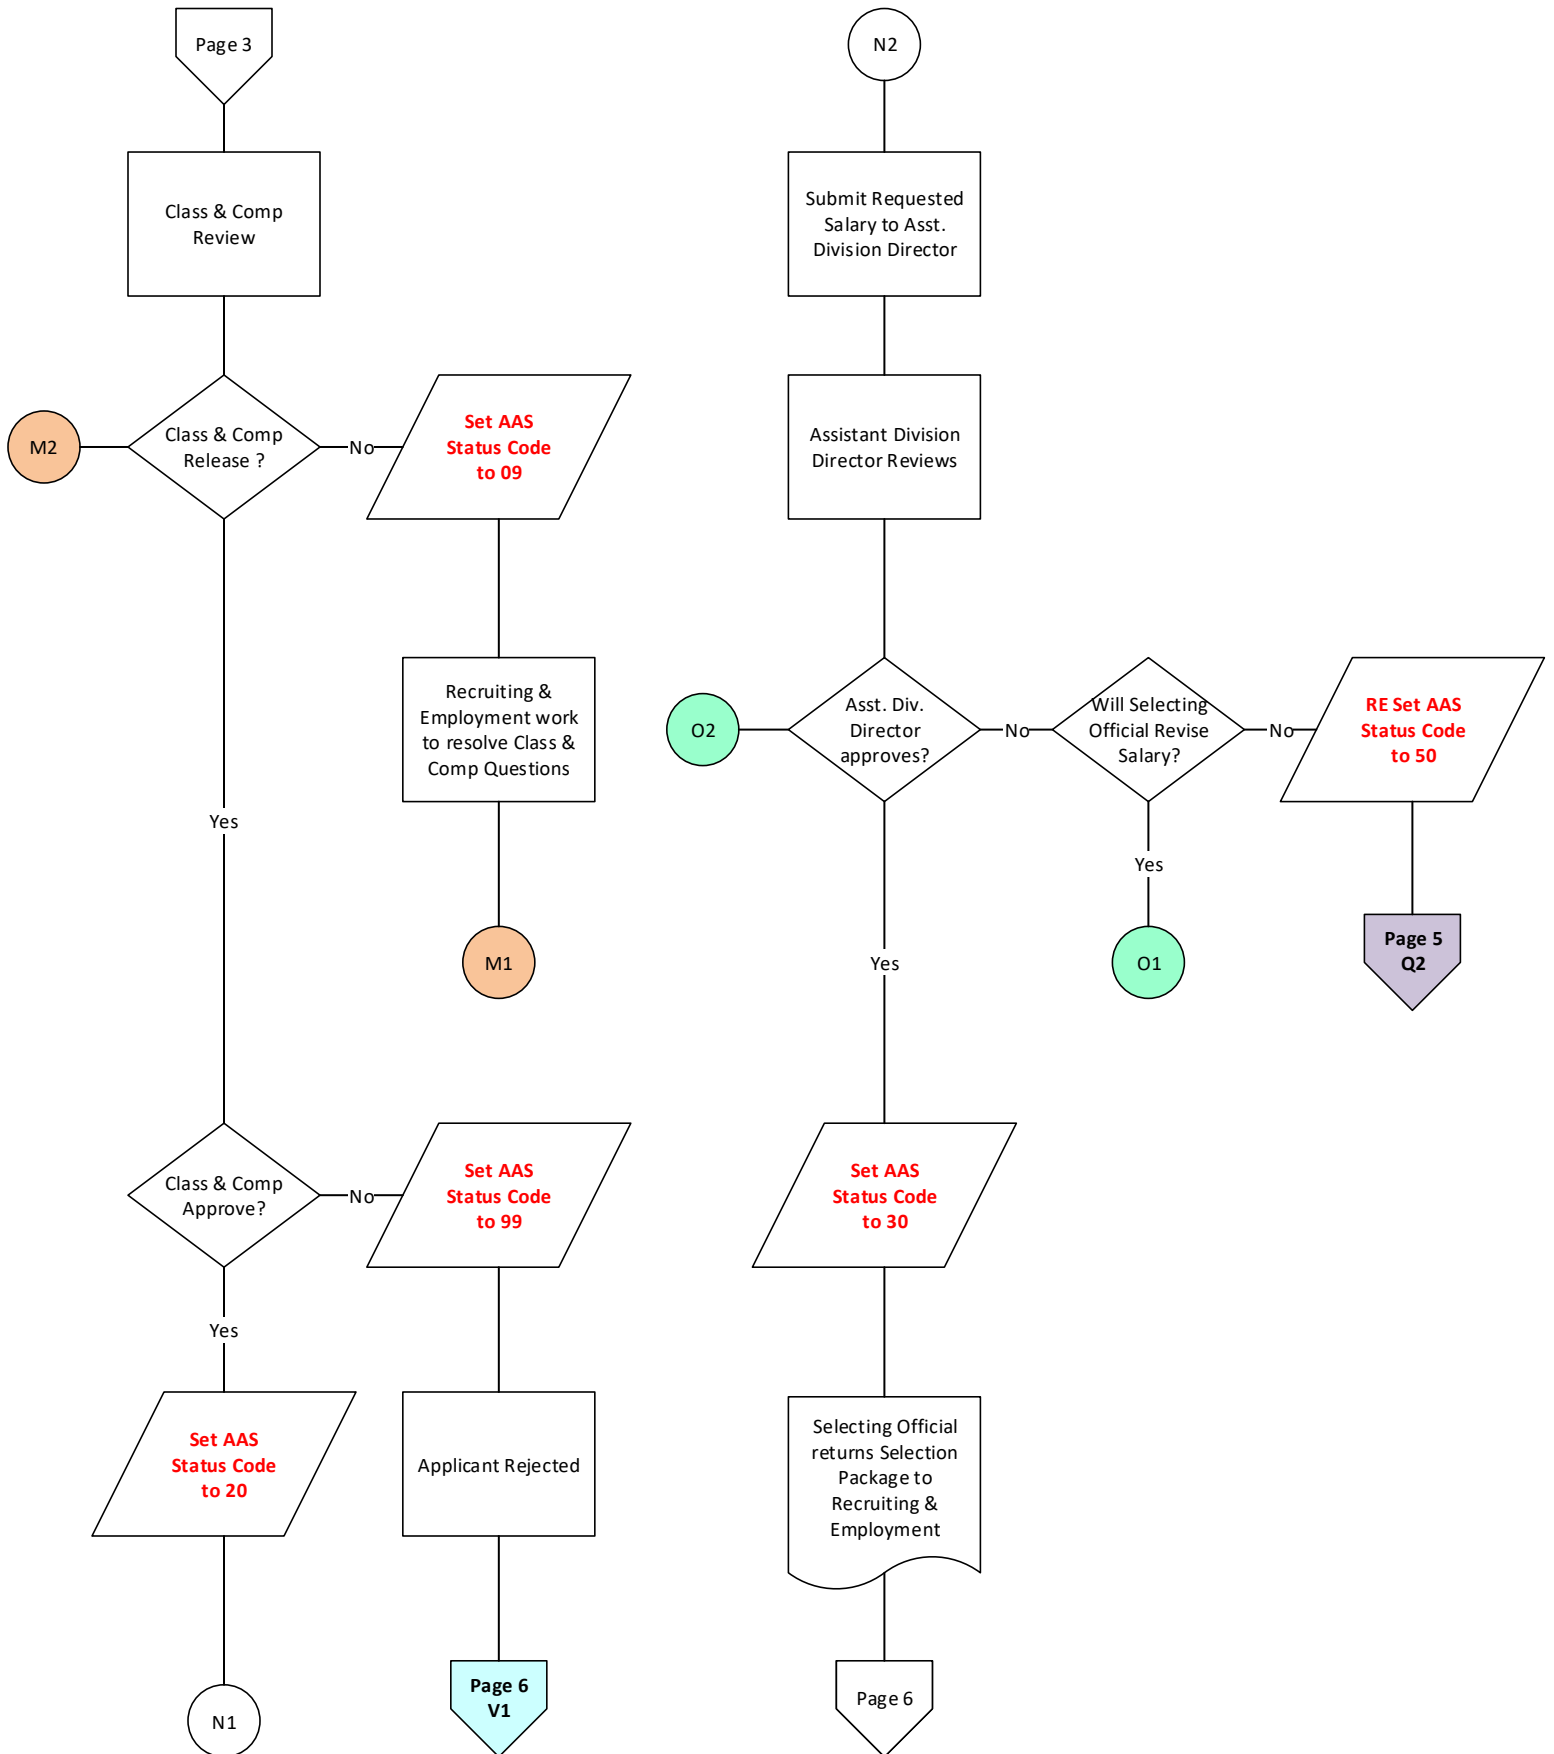 Page 3
Class & Comp
Review
M2
Class & Comp
Release ?
No
Set AAS
Status Code
to 09
Recruiting &
Employment work
to resolve Class &
Comp Questions
M1
Yes
Class & Comp
Approve?
No
Set AAS
Status Code
to 99
Yes
Set AAS
Status Code
to 20
Applicant Rejected
N1
Page 6
V1
N2
Submit Requested
Salary to Asst.
Division Director
Assistant Division
Director Reviews
O2
Asst. Div.
Director
approves?
No
Will Selecting
Official Revise
Salary?
No
RE Set AAS
Status Code
to 50
Yes
O1
Page 5
Q2
Yes
Set AAS
Status Code
to 30
Selecting Official
returns Selection
Package to
Recruiting &
Employment
Page 6